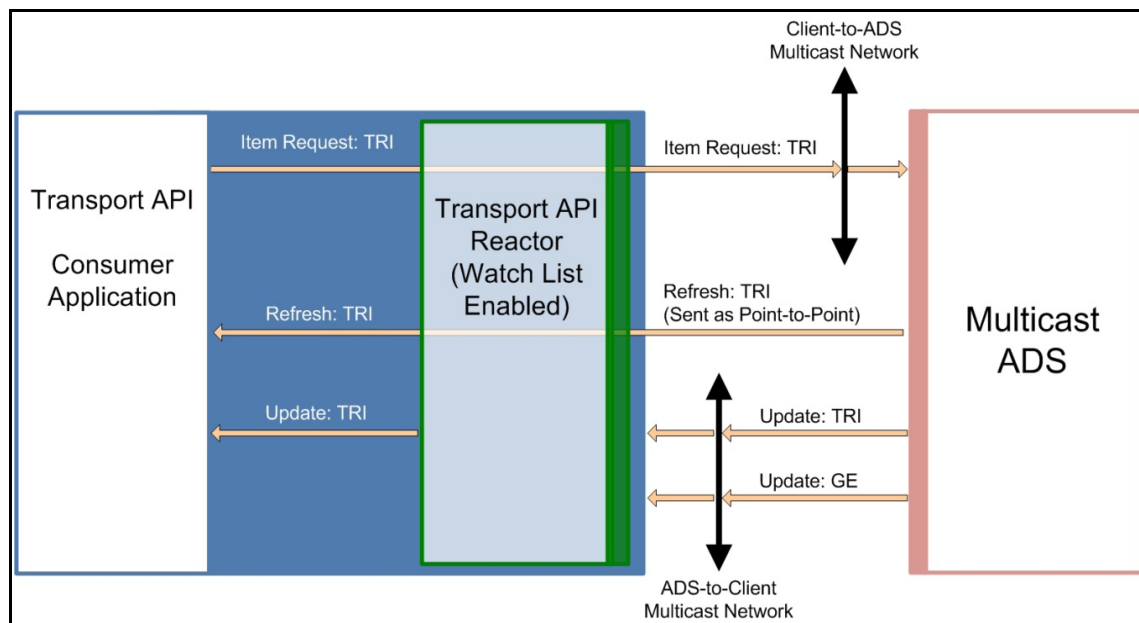 Client-to-ADS
Multicast Network
Item Request: TRI
Item Request: TRI
Transport API
Consumer
Application
Transport API
Reactor
(Watch List
Enabled)
Refresh: TRI
Refresh: TRI
(Sent as Point-to-Point)
Multicast
ADS
Update: TRI
Update: TRI
Update: GE
ADS-to-Client
Multicast Network